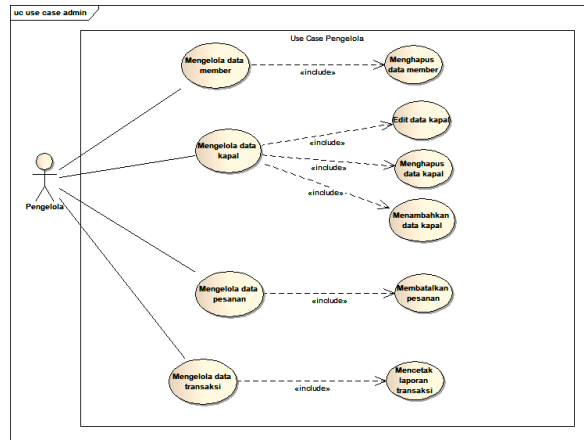 uc use case admin
Use Case Pengelola
Mengelola data
member
«include»
Menghapus
data member
Mengelola data
kapal
«include»
Edit data kapal
«include»
Menghapus
data kapal
«include»
Menambahkan
data kapal
Pengelola
Mengelola data
pesanan
«include»
Membatalkan
pesanan
Mengelola data
transaksi
«include»
Mencetak
laporan
transaksi